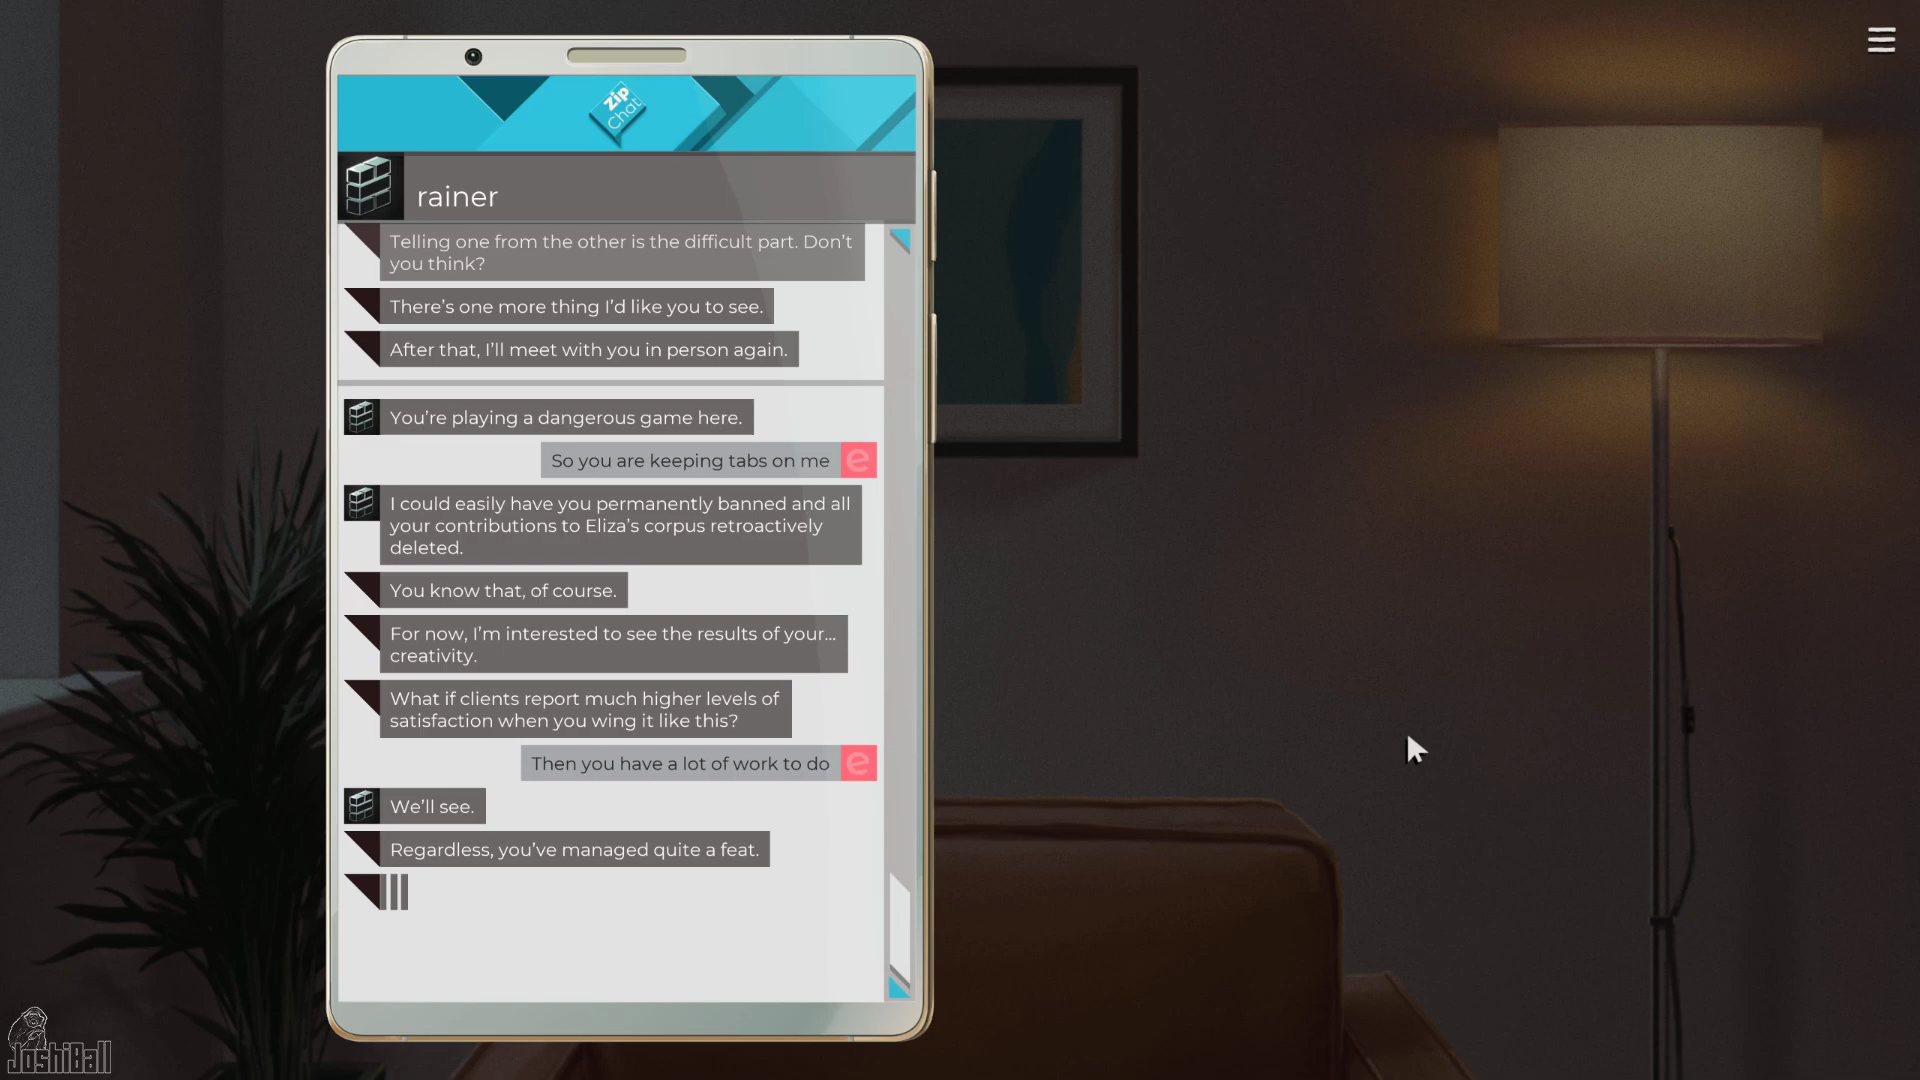 zip
Chat
rainer
Telling one from the other is the difficult part. Don't
you think?
There's one more thing I'd like you to see.
After that, I'll meet with you in person again.
You're playing a dangerous game here.
So you are keeping tabs on me
e
I could easily have you permanently banned and all
your contributions to Eliza's corpus retroactively
deleted.
You know that, of course.
For now, I'm interested to see the results of your...
creativity.
What if clients report much higher levels of
satisfaction when you wing it like this?
Then you have a lot of work to do
e
We'll see.
Regardless, you've managed quite a feat.
JoshiBall